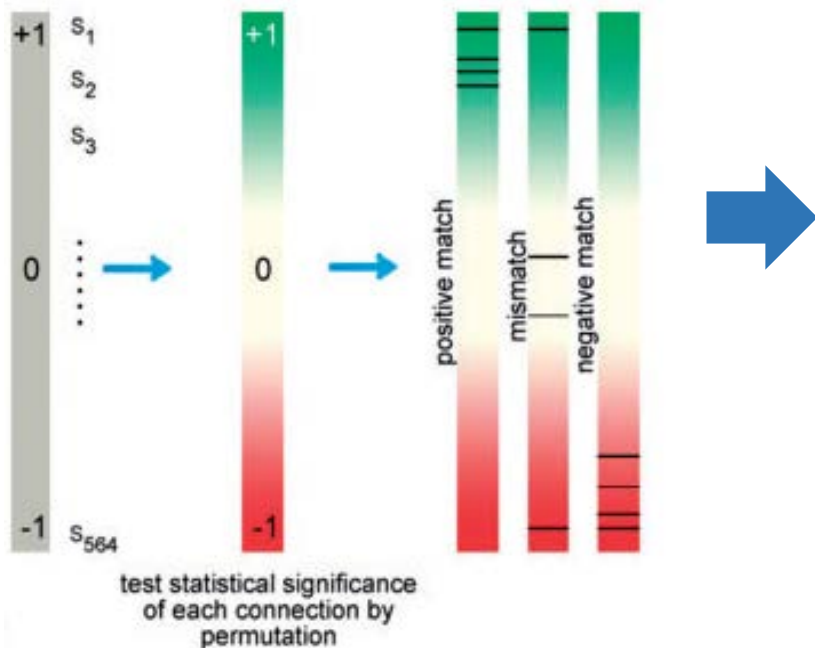 +1
S1
S2
S3
0
-1
S564
+1
0
-1
test statistical significance
of each connection by
permutation
positive match
mismatch
negative match